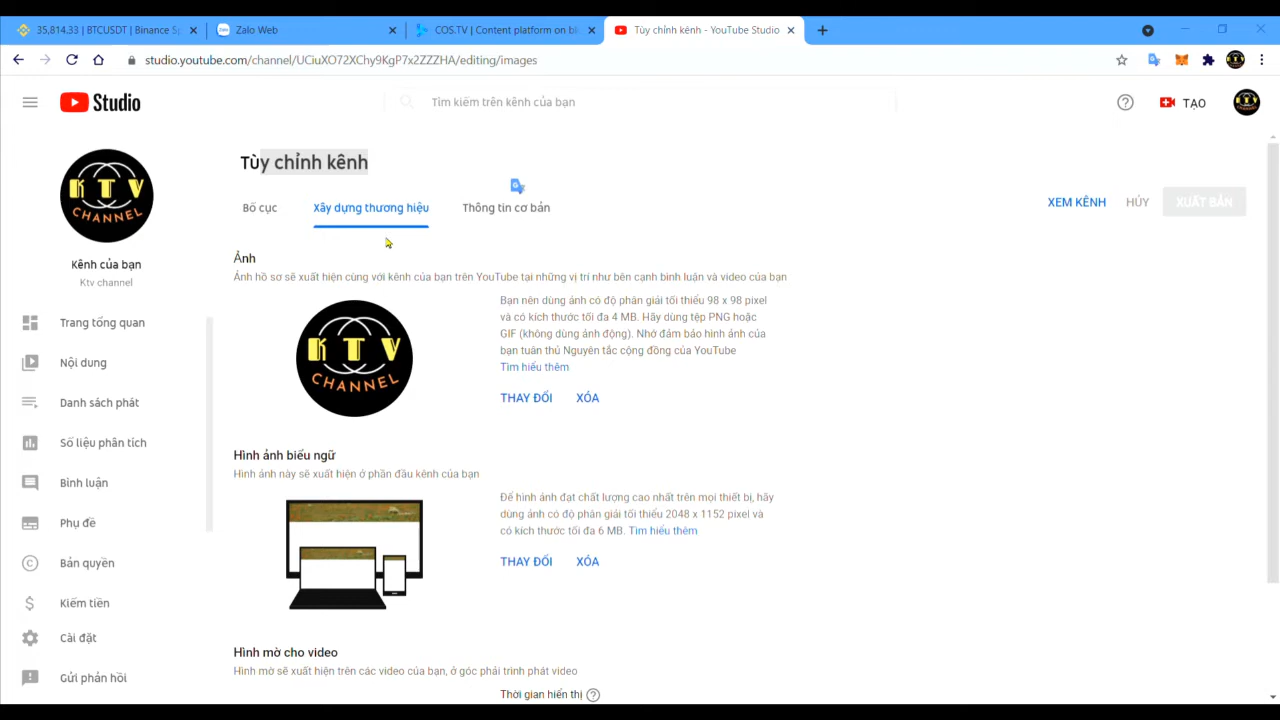 35,814.33 | BTCUSDT | Binance Sp
Zalo Web
COS.TV | Content platform on bl
Tùy chỉnh kênh - YouTube Studio
studio.youtube.com/channel/UCiuXO72XChy9KgP7x2ZZZHA/editing/images
Studio
Tìm kiếm trên kênh của bạn
TẠO
KTV
CHANNEL
Kênh của bạn
Ktv channel
Trang tổng quan
Nội dung
Danh sách phát
Số liệu phân tích
Bình luận
Phụ đề
Bản quyền
Kiếm tiền
Cài đặt
Gửi phản hồi
Tùy chỉnh kênh
Bố cục
Xây dựng thương hiệu
Thông tin cơ bản
XEM KÊNH
HỦY
XUẤT BẢN
Ảnh
Ảnh hồ sơ sẽ xuất hiện cùng với kênh của bạn trên YouTube tại những vị trí như bên cạnh bình luận và video của bạn
KTV
CHANNEL
Bạn nên dùng ảnh có độ phân giải tối thiểu 98 x 98 pixel
và có kích thước tối đa 4 MB. Hãy dùng tệp PNG hoặc
GIF (không dùng ảnh động). Nhớ đảm bảo hình ảnh của
bạn tuân thủ Nguyên tắc cộng đồng của YouTube
Tìm hiểu thêm
THAY ĐỔI
XÓA
Hình ảnh biểu ngữ
Hình ảnh này sẽ xuất hiện ở phần đầu kênh của bạn
Để hình ảnh đạt chất lượng cao nhất trên mọi thiết bị, hãy
dùng ảnh có độ phân giải tối thiểu 2048 x 1152 pixel và
có kích thước tối đa 6 MB. Tìm hiểu thêm
THAY ĐỔI
XÓA
Hình mờ cho video
Hình mờ sẽ xuất hiện trên các video của bạn, ở góc phải trình phát video
Thời gian hiển thị